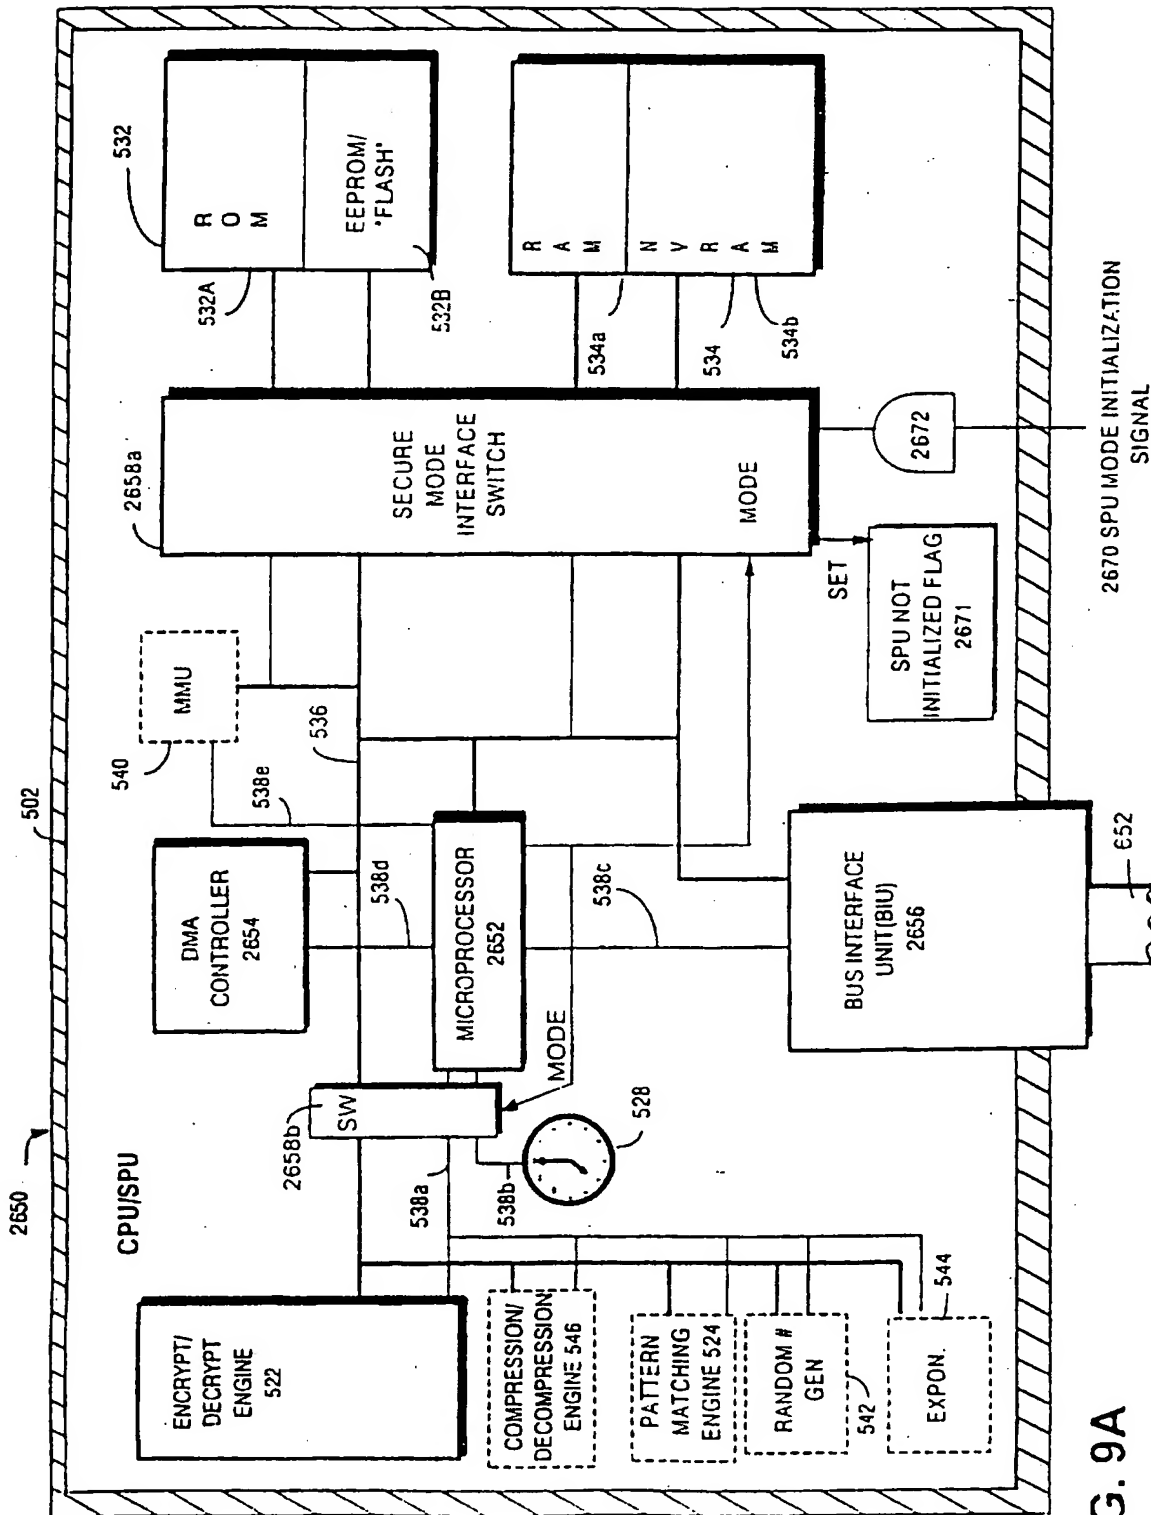 2650
502
CPU/SPU
ENCRYPT/
DECRYPT
ENGINE
522
COMPRESSION/
DECOMPRESSION
ENGINE 546
PATTERN
MATCHING
ENGINE 524
RANDOM #
GEN
542
EXPON.
544
2658b
SW
538a
538b
528
MODE
DMA
CONTROLLER
2654
538d
MICROPROCESSOR
2652
538e
538c
540
MMU
536
BUS INTERFACE
UNIT(BIU)
2656
652
2658a
SECURE
MODE
INTERFACE
SWITCH
MODE
SET
SPU NOT
INITIALIZED FLAG
2671
2672
2670 SPU MODE INITIALIZATION
SIGNAL
532
ROM
532A
EEPROM/
"FLASH"
532B
RAM
534a
NVRAM
534
534b
G. 9A